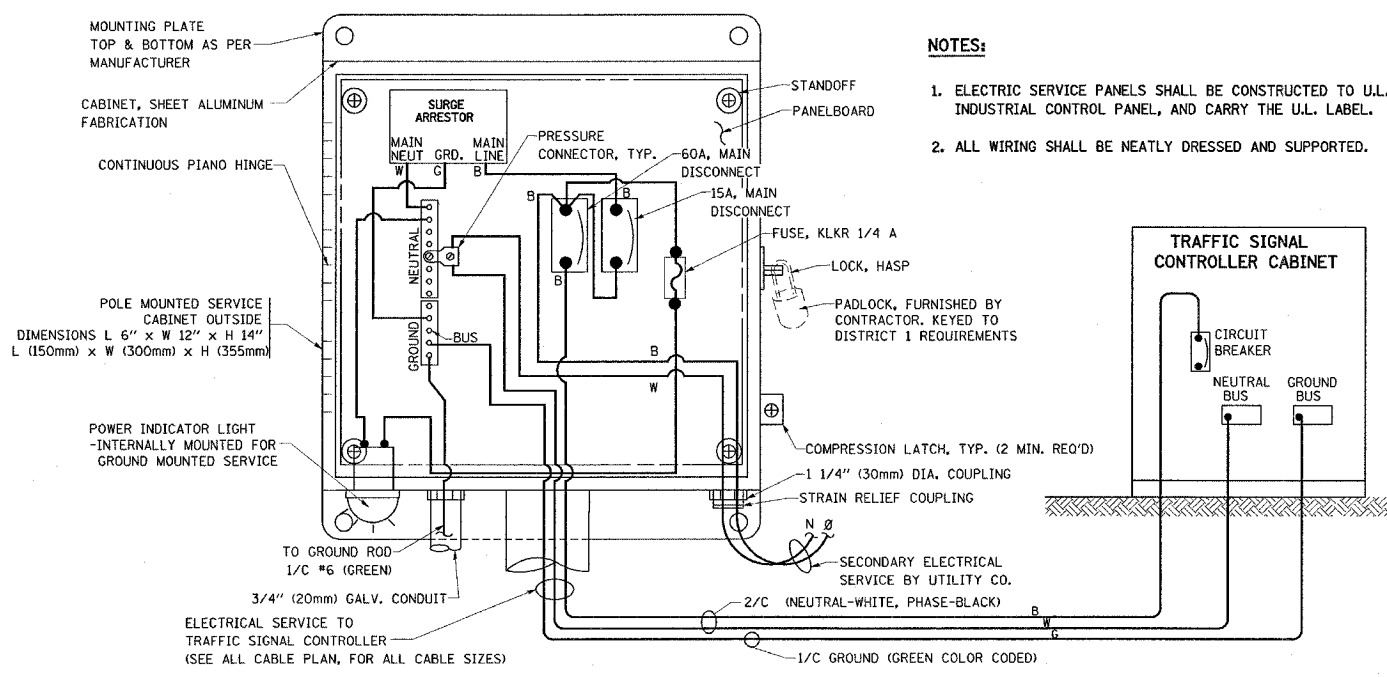 MOUNTING PLATE
TOP & BOTTOM AS PER
MANUFACTURER
CABINET, SHEET ALUMINUM
FABRICATION
CONTINUOUS PIANO HINGE
POLE MOUNTED SERVICE
CABINET OUTSIDE
DIMENSIONS L 6" x W 12" x H 14"
L (150mm) x W (300mm) x H (355mm)
POWER INDICATOR LIGHT
-INTERNALLY MOUNTED FOR
GROUND MOUNTED SERVICE
SURGE
ARRESTOR
MAIN
NEUT
GRD.
MAIN
LINE
W
G
B
PRESSURE
CONNECTOR, TYP.
NEUTRAL
GROUND
BUS
B
B
B
B
W
STANDOFF
PANELBOARD
60A, MAIN
DISCONNECT
15A, MAIN
DISCONNECT
FUSE, KLKR 1/4 A
LOCK, HASP
PADLOCK, FURNISHED BY
CONTRACTOR. KEYED TO
DISTRICT 1 REQUIREMENTS
COMPRESSION LATCH, TYP. (2 MIN. REQ'D)
1 1/4" (30mm) DIA. COUPLING
STRAIN RELIEF COUPLING
N Ø
SECONDARY ELECTRICAL
SERVICE BY UTILITY CO.
TO GROUND ROD
1/C #6 (GREEN)
3/4" (20mm) GALV. CONDUIT
ELECTRICAL SERVICE TO
TRAFFIC SIGNAL CONTROLLER
(SEE ALL CABLE PLAN, FOR ALL CABLE SIZES)
2/C (NEUTRAL-WHITE, PHASE-BLACK)
B
W
G
1/C GROUND (GREEN COLOR CODED)
NOTES:
1. ELECTRIC SERVICE PANELS SHALL BE CONSTRUCTED TO U.L.
INDUSTRIAL CONTROL PANEL, AND CARRY THE U.L. LABEL.
2. ALL WIRING SHALL BE NEATLY DRESSED AND SUPPORTED.
TRAFFIC SIGNAL
CONTROLLER CABINET
CIRCUIT
BREAKER
NEUTRAL
BUS
GROUND
BUS